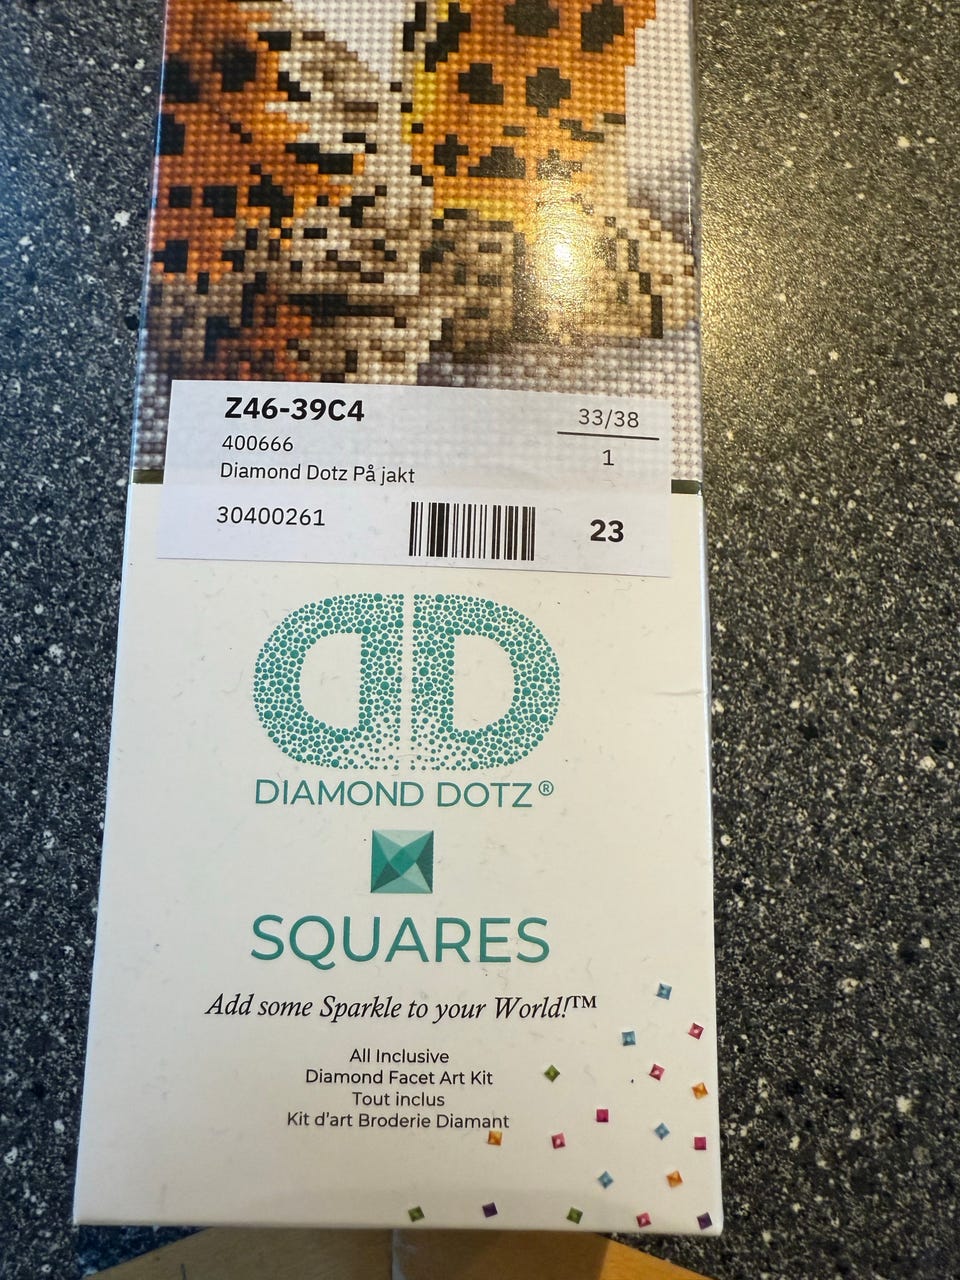 Z46-39C4
33/38
400666
1
Diamond Dotz På jakt
30400261
23
DD
DIAMOND DOTZ®
SQUARES
Add some Sparkle to your World!™
All Inclusive
Diamond Facet Art Kit
Tout inclus
Kit d'art Broderie Diamant